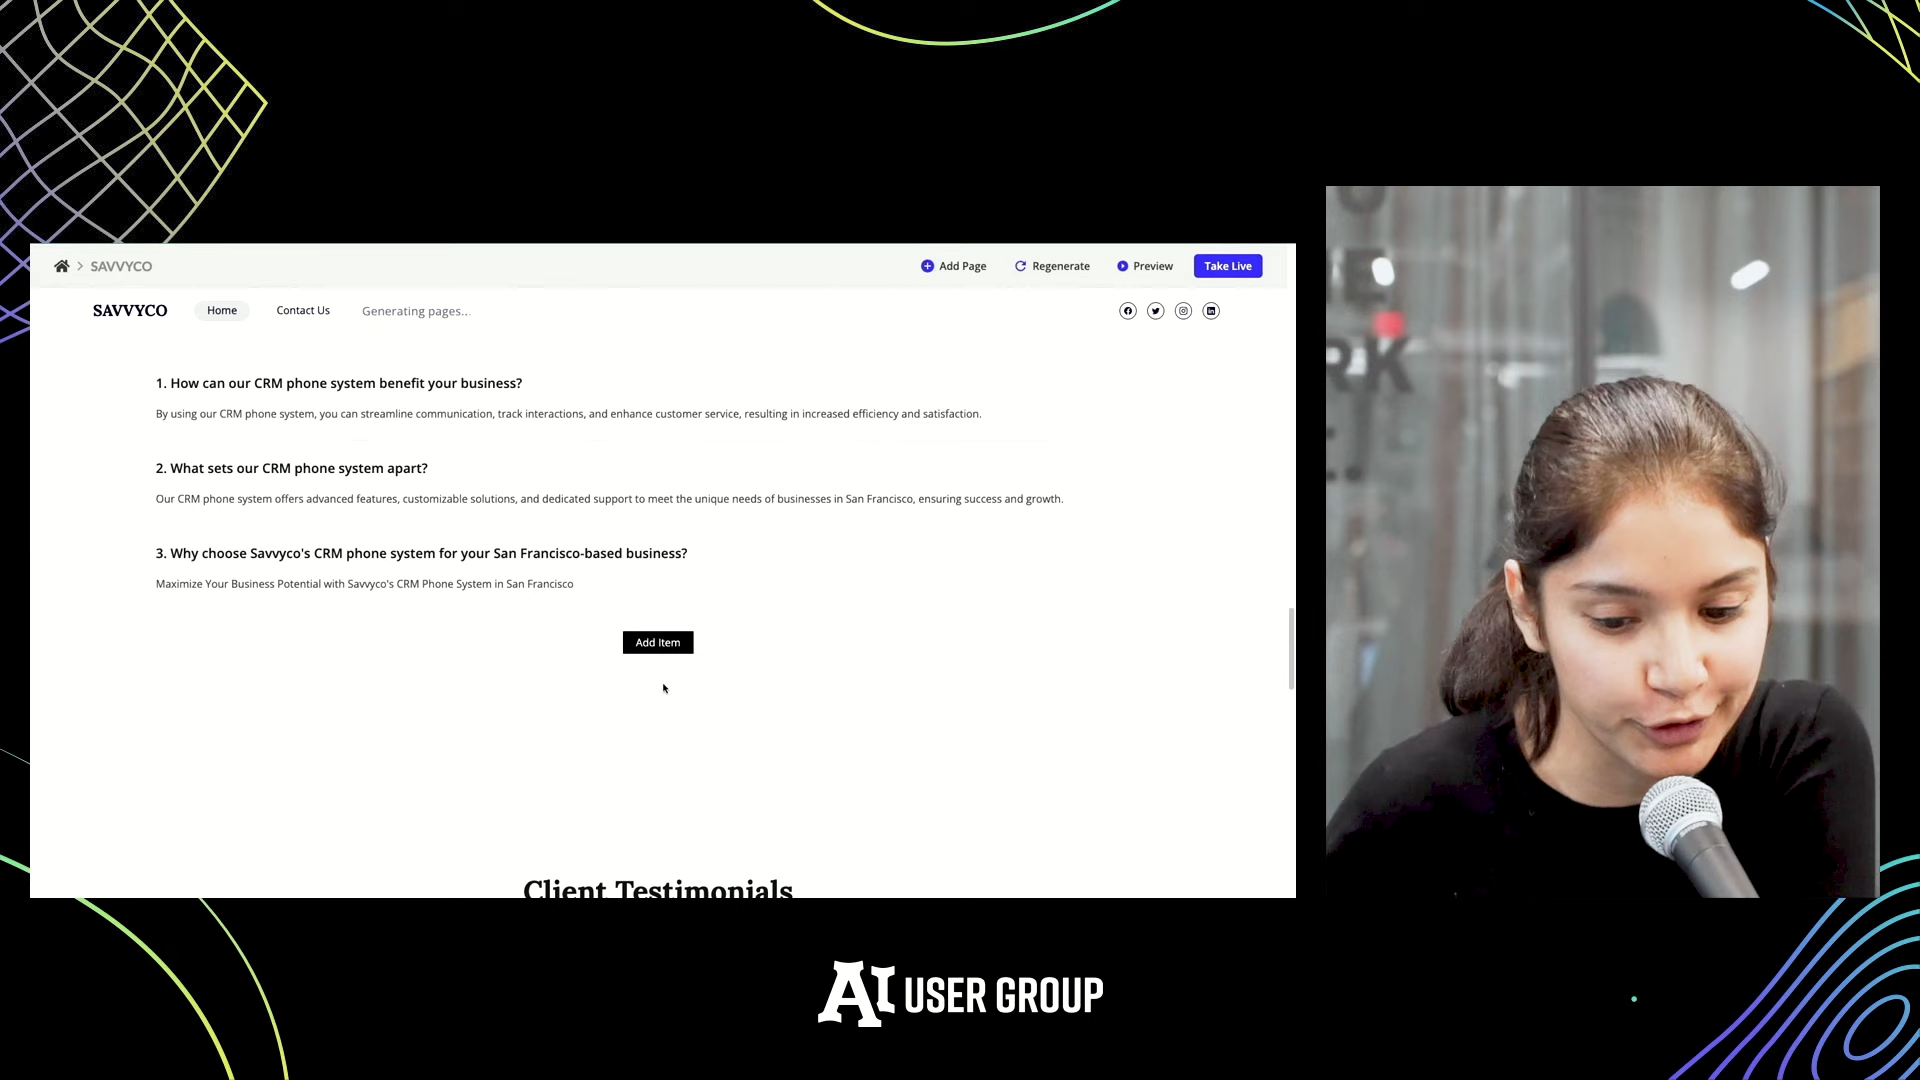 SAVVYCO
Add Page
Regenerate
Preview
Take Live
SAVVYCO
Home
Contact Us
Generating pages...
1. How can our CRM phone system benefit your business?
By using our CRM phone system, you can streamline communication, track interactions, and enhance customer service, resulting in increased efficiency and satisfaction.
2. What sets our CRM phone system apart?
Our CRM phone system offers advanced features, customizable solutions, and dedicated support to meet the unique needs of businesses in San Francisco, ensuring success and growth.
3. Why choose Savvyco's CRM phone system for your San Francisco-based business?
Maximize Your Business Potential with Savvyco's CRM Phone System in San Francisco
Add Item
Client Testimonials
AI USER GROUP